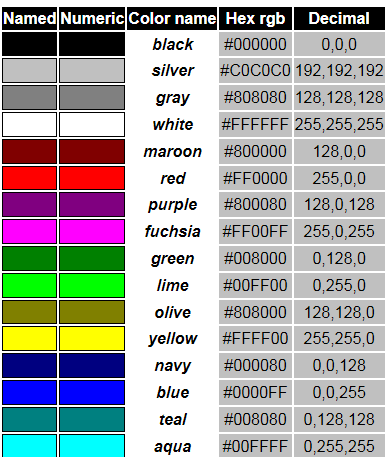 Named Numeric Color name Hex rgb Decimal
black #000000 0,0,0
silver #C0C0C0 192,192,192
gray #808080 128,128,128
white #FFFFFF 255,255,255
maroon #800000 128,0,0
red #FF0000 255,0,0
purple #800080 128,0,128
fuchsia #FF00FF 255,0,255
green #008000 0,128,0
lime #00FF00 0,255,0
olive #808000 128,128,0
yellow #FFFF00 255,255,0
navy #000080 0,0,128
blue #0000FF 0,0,255
teal #008080 0,128,128
aqua #00FFFF 0,255,255